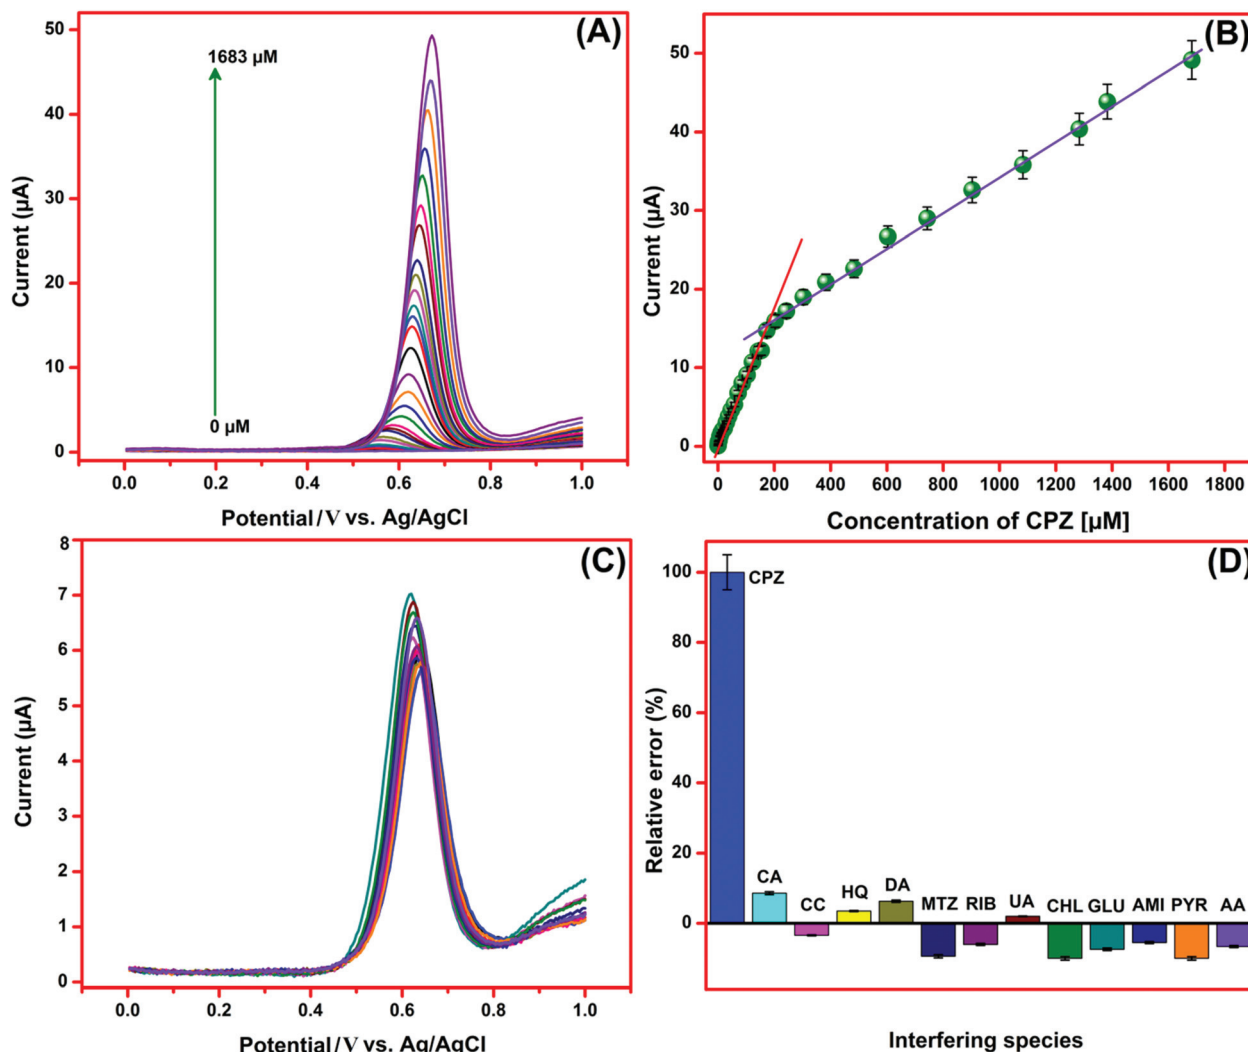 (A)
1683 µM
0 µM
50
40
30
20
10
0
Current (µA)
0.0 0.2 0.4 0.6 0.8 1.0
Potential/V vs. Ag/AgCl
(B)
50
40
30
20
10
0
Current (µA)
0 200 400 600 800 1000 1200 1400 1600 1800
Concentration of CPZ [µM]
(C)
8
7
6
5
4
3
2
1
0
Current (µA)
0.0 0.2 0.4 0.6 0.8 1.0
Potential/V vs. Ag/AgCl
(D)
100
80
60
40
20
0
Relative error (%)
CPZ
CA
CC
HQ
DA
MTZ
RIB
UA
CHL
GLU
AMI
PYR
AA
Interfering species